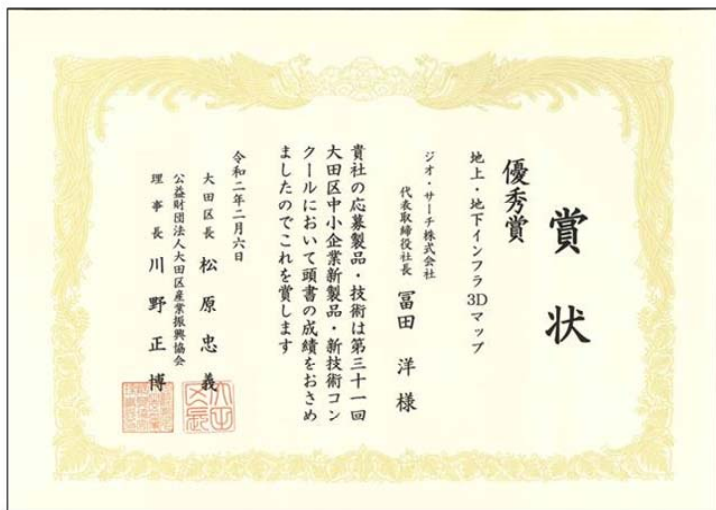 賞状
優秀賞
地上・地下インフラ3Dマップ
ジオ・サーチ株式会社
代表取締役社長 冨田洋様
貴社の応募製品・技術は第三十一回
大田区中小企業新製品・新技術コン
クールにおいて頭書の成績をおさめ
ましたのでこれを賞します
令和二年二月六日
大田区長 松原忠義
公益財団法人大田区産業振興協会
理事長 川野正博